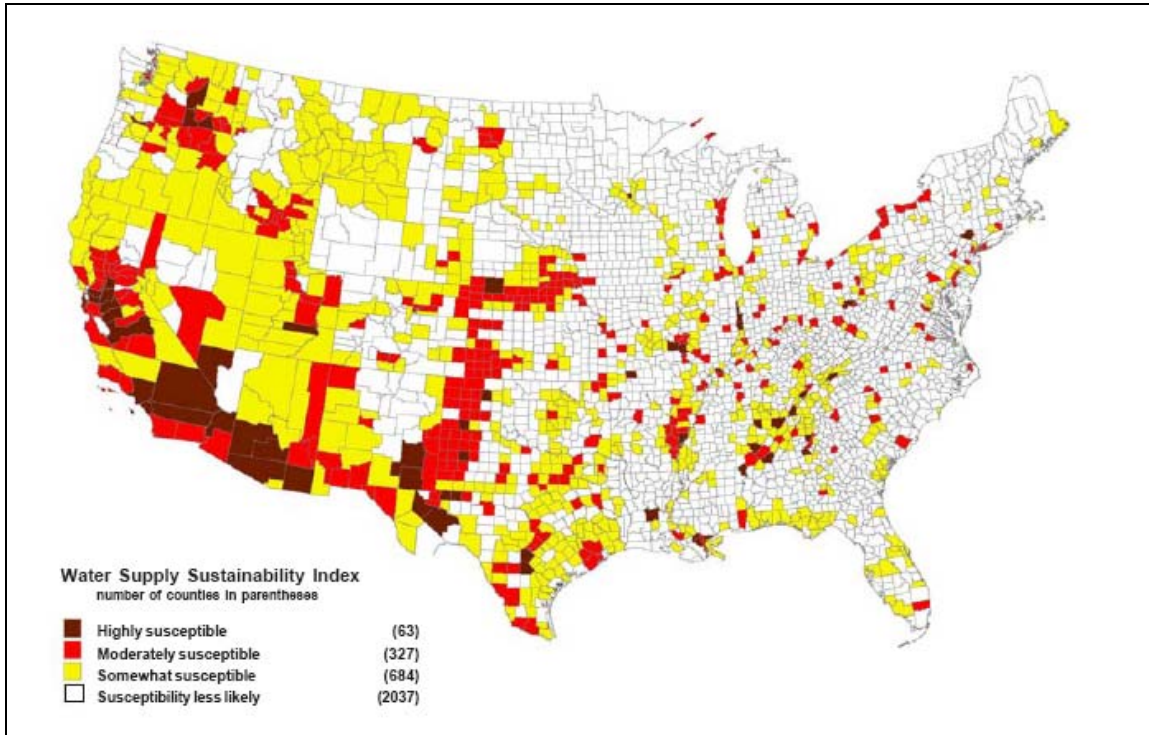 Water Supply Sustainability Index
number of counties in parentheses
Highly susceptible (63)
Moderately susceptible (327)
Somewhat susceptible (684)
Susceptibility less likely (2037)